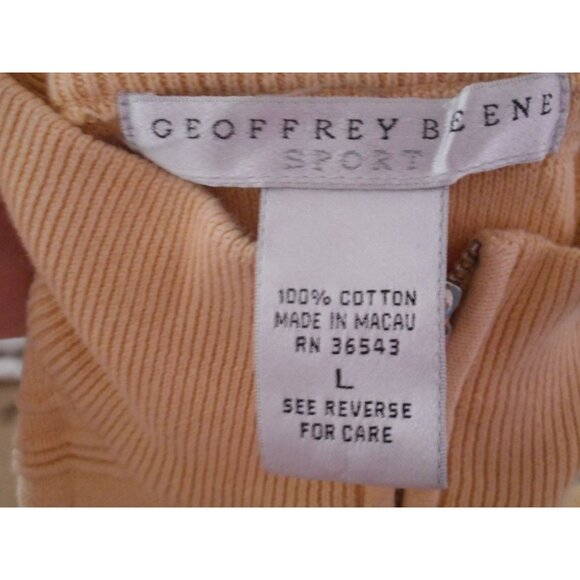 GEOFFREY BEENE
SPORT
100% COTTON
MADE IN MACAU
RN 36543
L
SEE REVERSE
FOR CARE